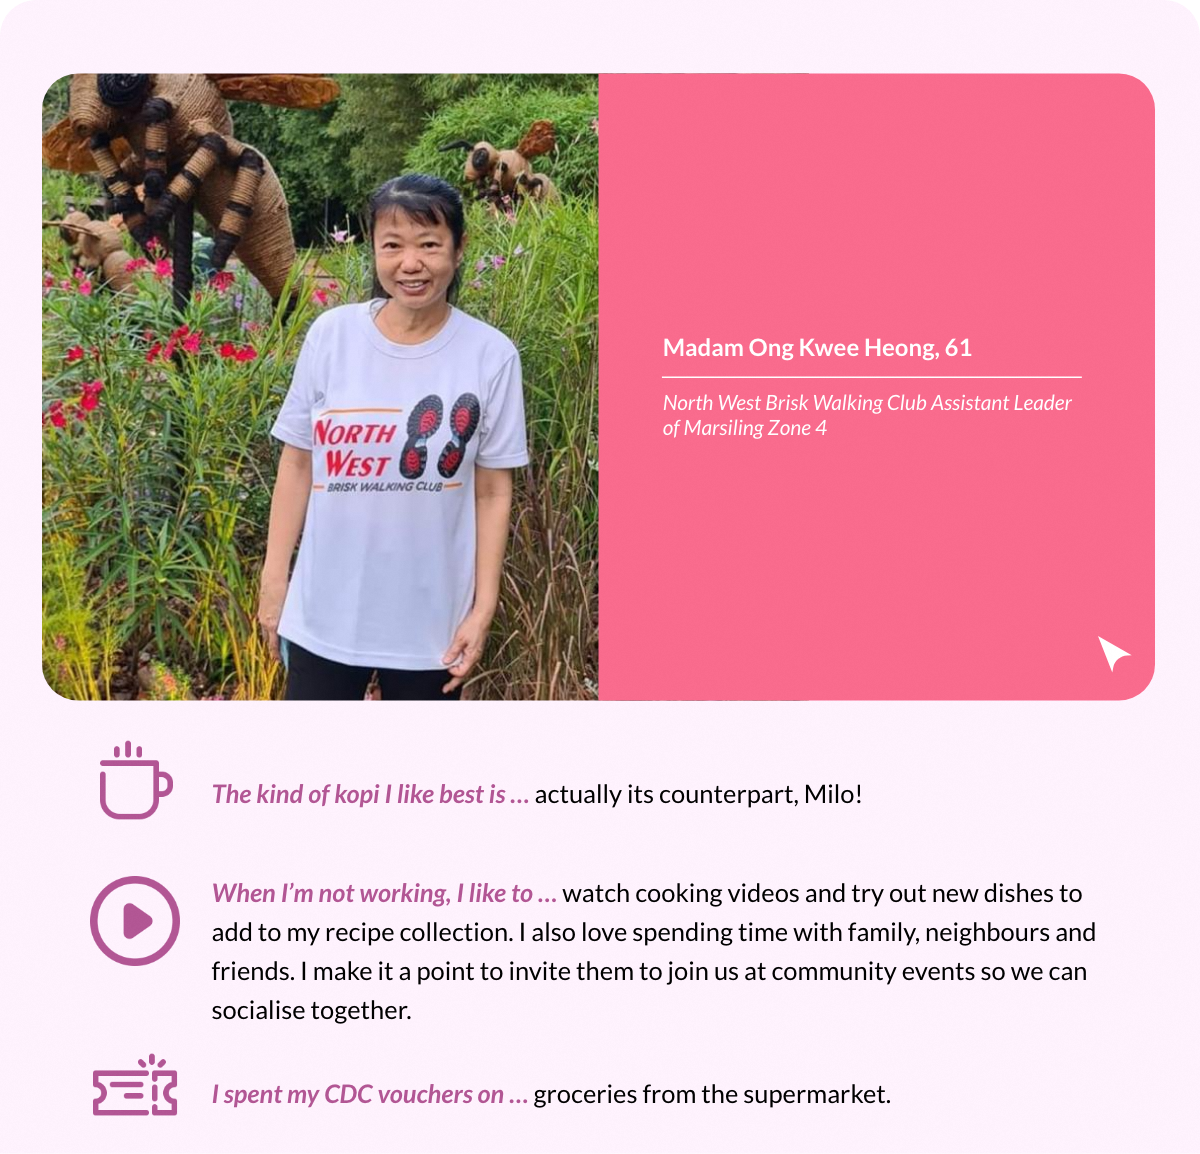 NORTH
WEST
BRISK WALKING CLUB
Madam Ong Kwee Heong, 61
North West Brisk Walking Club Assistant Leader
of Marsiling Zone 4
The kind of kopi I like best is ... actually its counterpart, Milo!
When I’m not working, I like to ... watch cooking videos and try out new dishes to
add to my recipe collection. I also love spending time with family, neighbours and
friends. I make it a point to invite them to join us at community events so we can
socialise together.
I spent my CDC vouchers on ... groceries from the supermarket.